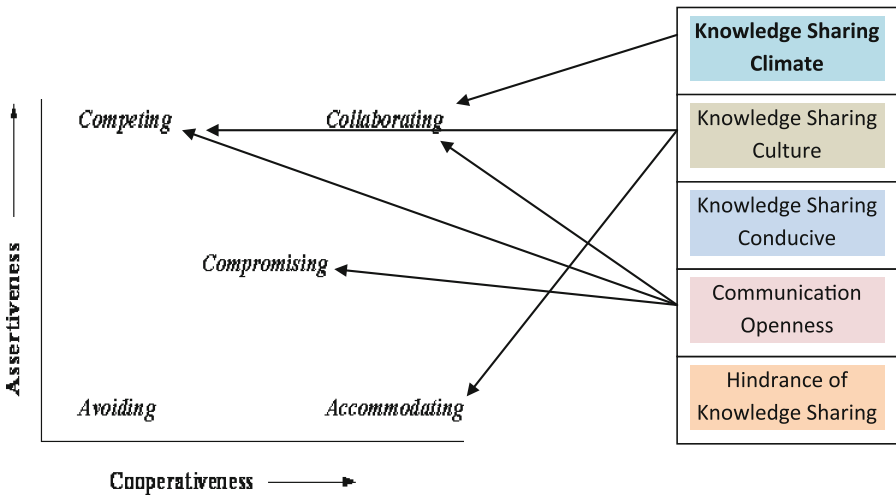 Knowledge Sharing
Climate
Competing
Collaborating
Knowledge Sharing
Culture
Knowledge Sharing
Conducive
Compromising
Communication
Openness
Assertiveness
Hindrance of
Knowledge Sharing
Avoiding
Accommodating
Cooperativeness